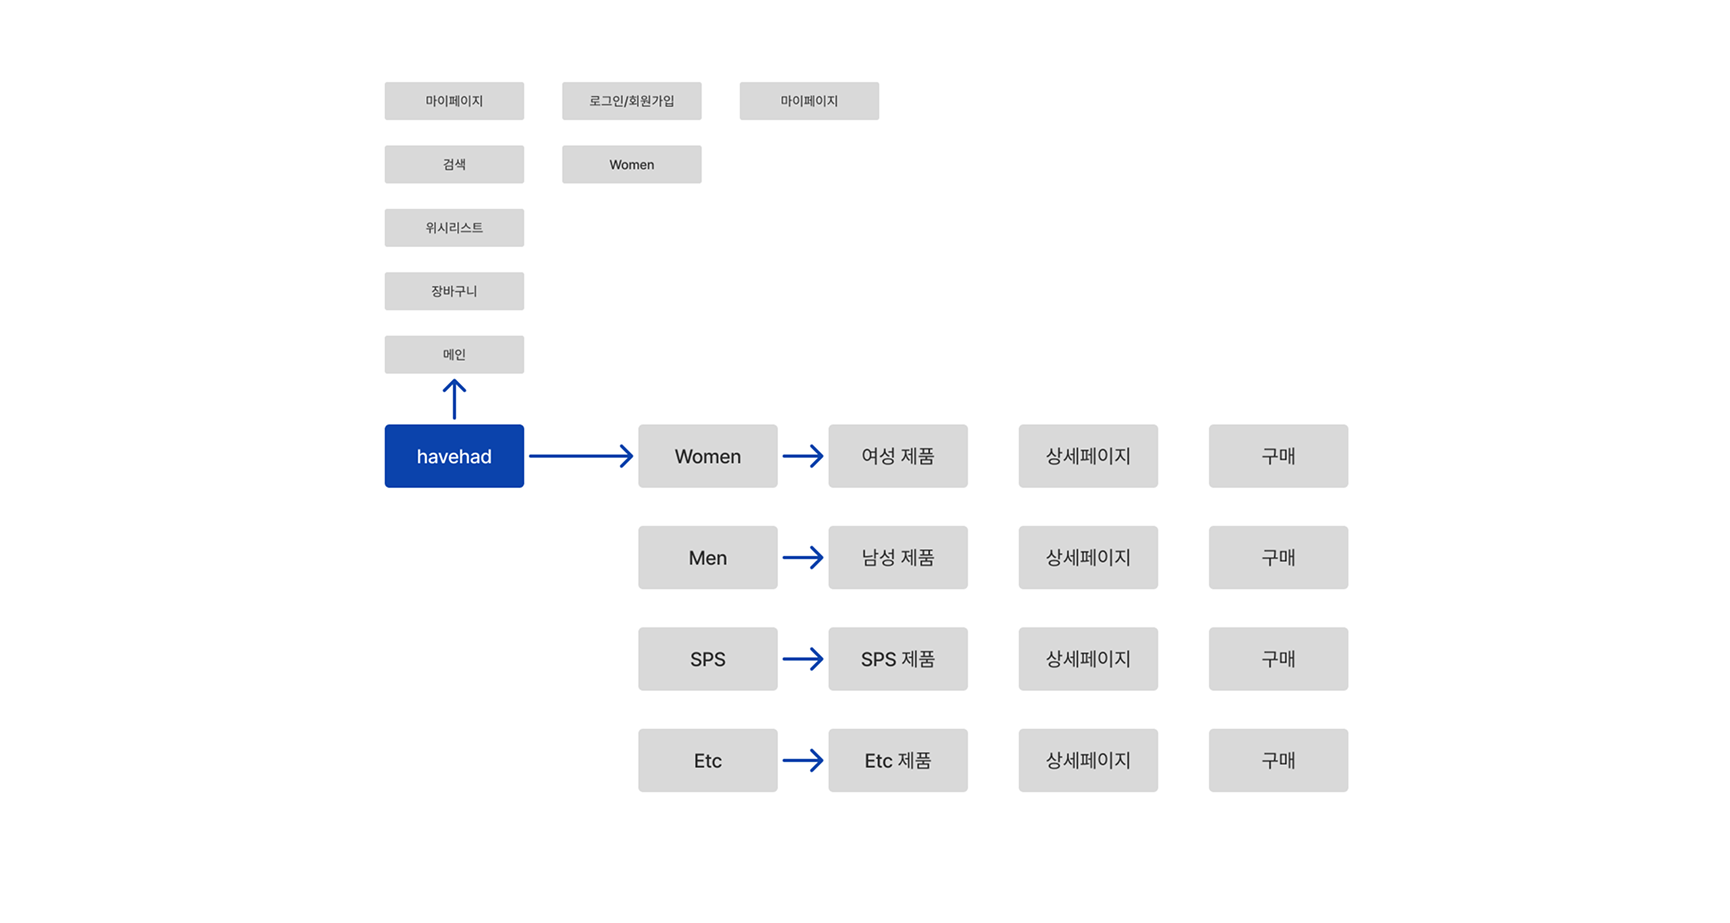 마이페이지
로그인/회원가입
마이페이지
검색
Women
위시리스트
장바구니
메인
havehad
Women
여성 제품
상세페이지
구매
Men
남성 제품
상세페이지
구매
SPS
SPS 제품
상세페이지
구매
Etc
Etc 제품
상세페이지
구매